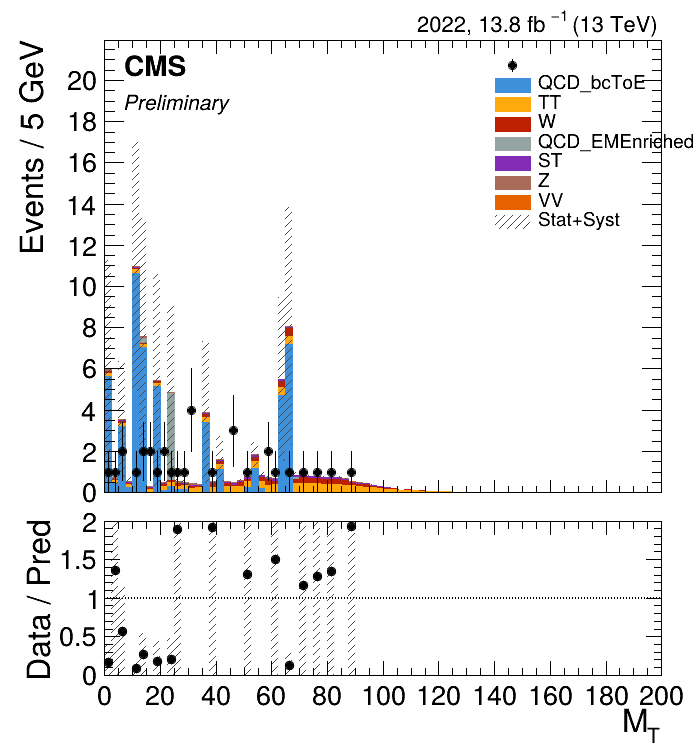 2022, 13.8 fb⁻¹ (13 TeV)
Events / 5 GeV
CMS
Preliminary
QCD_bcToE
TT
W
QCD_EMEnriched
ST
Z
VV
Stat+Syst
20
18
16
14
12
10
8
6
4
2
0
Data / Pred
2
1.5
1
0.5
0
0 20 40 60 80 100 120 140 160 180 200
M_T